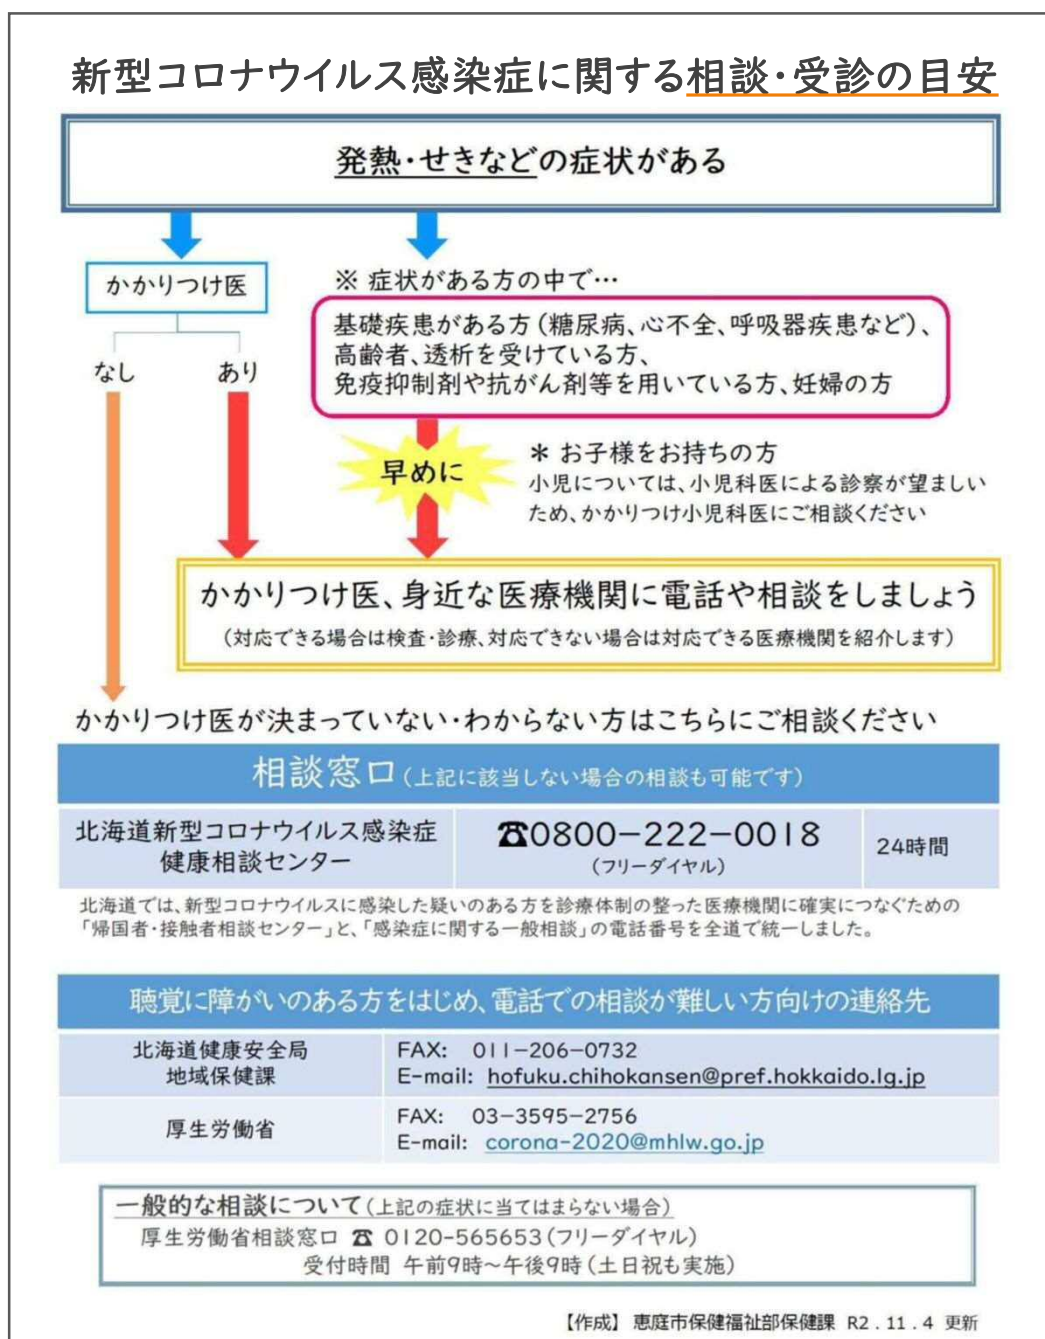 新型コロナウイルス感染症に関する相談・受診の目安
発熱・せきなどの症状がある
かかりつけ医
なし
あり
※ 症状がある方の中で…
基礎疾患がある方（糖尿病、心不全、呼吸器疾患など）、
高齢者、透析を受けている方、
免疫抑制剤や抗がん剤等を用いている方、妊婦の方
早めに
＊ お子様をお持ちの方
小児については、小児科医による診察が望ましい
ため、かかりつけ小児科医にご相談ください
かかりつけ医、身近な医療機関に電話や相談をしましょう
（対応できる場合は検査・診療、対応できない場合は対応できる医療機関を紹介します）
かかりつけ医が決まっていない・わからない方はこちらにご相談ください
相談窓口（上記に該当しない場合の相談も可能です）
北海道新型コロナウイルス感染症
健康相談センター
☎0800-222-0018
（フリーダイヤル）
24時間
北海道では、新型コロナウイルスに感染した疑いのある方を診療体制の整った医療機関に確実につなぐための
「帰国者・接触者相談センター」と、「感染症に関する一般相談」の電話番号を全道で統一しました。
聴覚に障がいのある方をはじめ、電話での相談が難しい方向けの連絡先
北海道健康安全局
地域保健課
FAX: 011-206-0732
E-mail: hofuku.chihokansen@pref.hokkaido.lg.jp
厚生労働省
FAX: 03-3595-2756
E-mail: corona-2020@mhlw.go.jp
一般的な相談について（上記の症状に当てはまらない場合）
厚生労働省相談窓口 ☎ 0120-565653（フリーダイヤル）
受付時間 午前9時～午後9時（土日祝も実施）
【作成】 恵庭市保健福祉部保健課 R2．11．4 更新